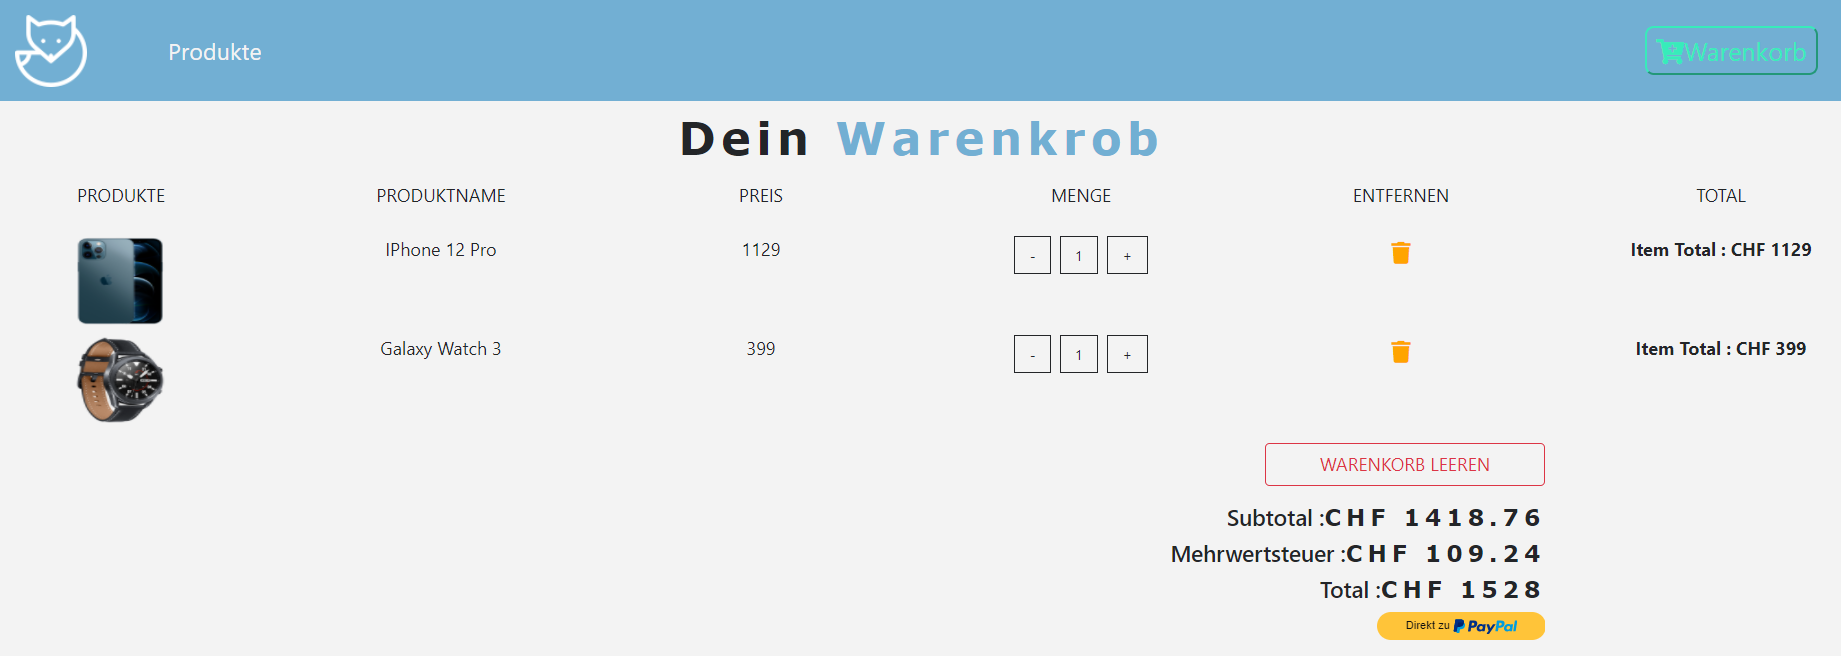 Produkte Warenkorb
Dein Warenkrob
PRODUKTE PRODUKTNAME PREIS MENGE ENTFERNEN TOTAL
IPhone 12 Pro 1129 - 1 + Item Total : CHF 1129
Galaxy Watch 3 399 - 1 + Item Total : CHF 399
WARENKORB LEEREN
Subtotal :CHF 1418.76
Mehrwertsteuer :CHF 109.24
Total :CHF 1528
Direkt zu PayPal